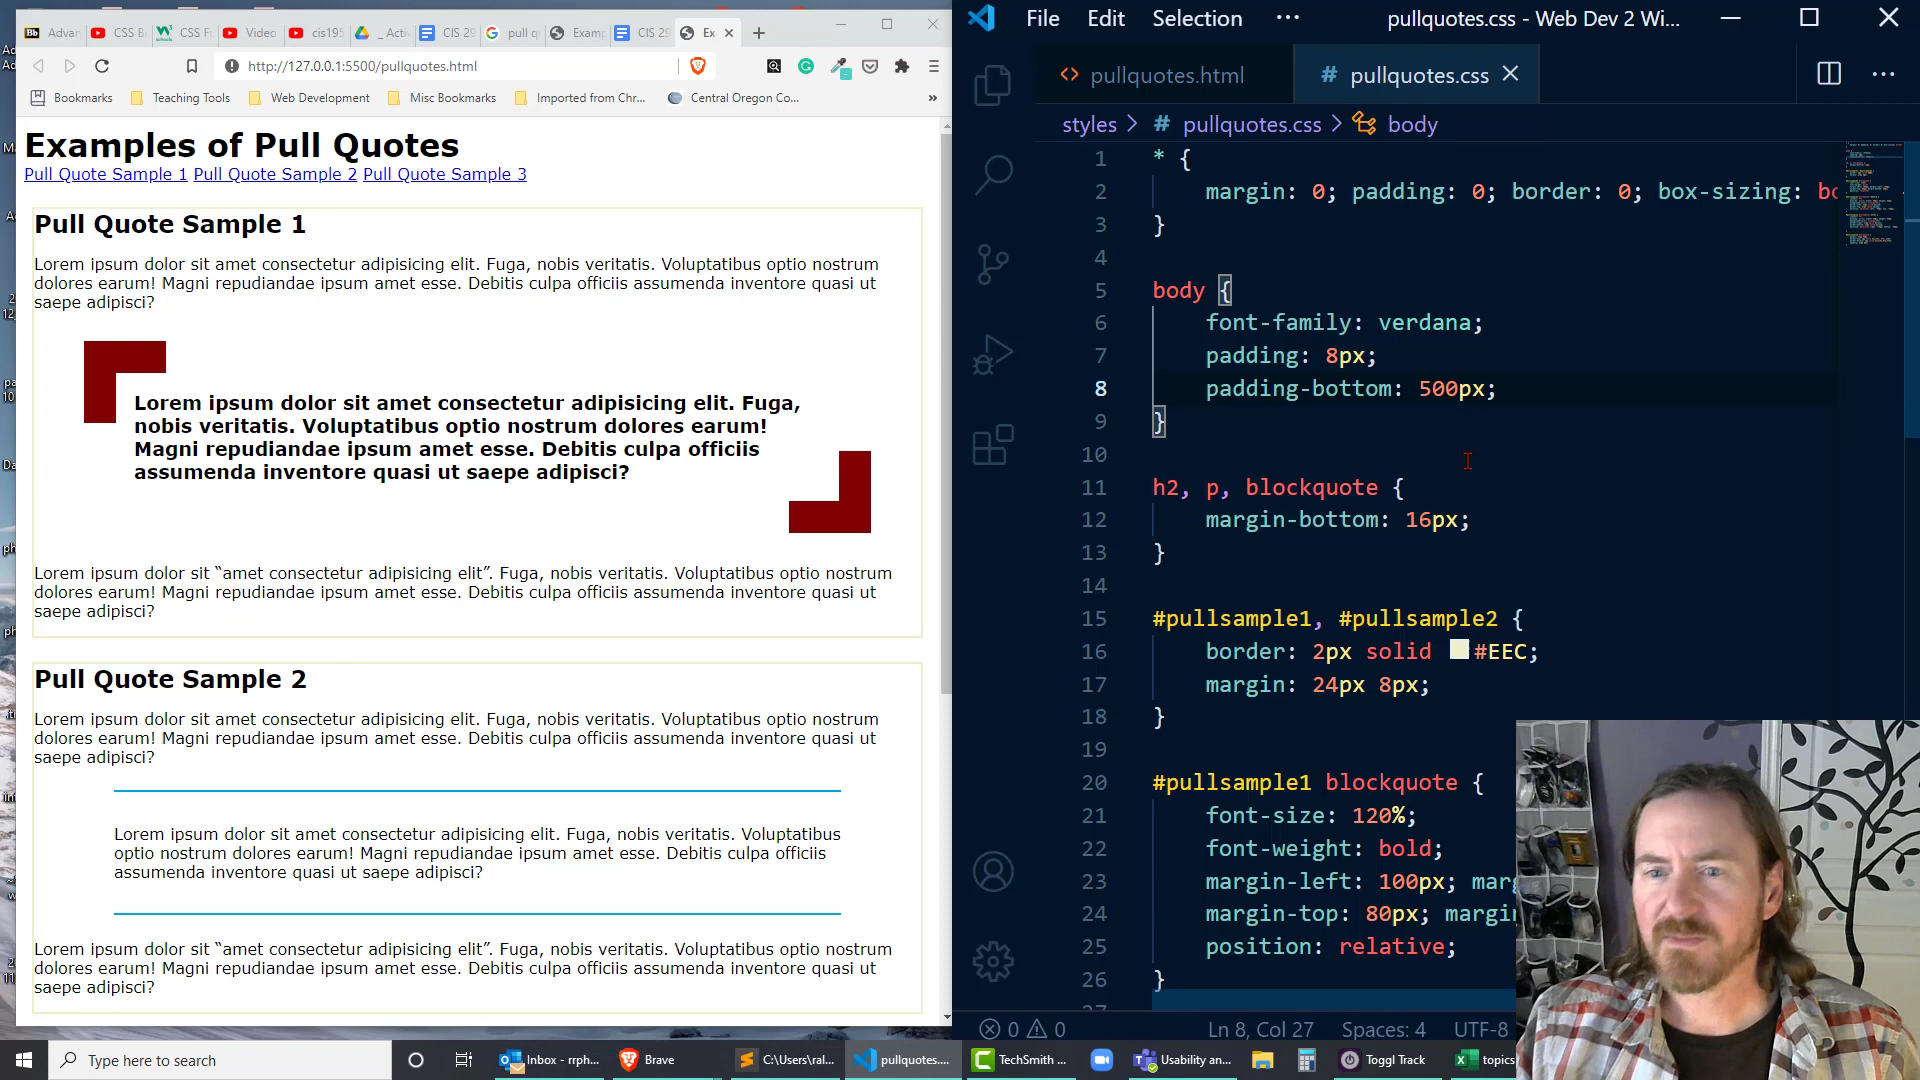 Advan
CSS B
CSS F
Video
cis195
_ Activ
CIS 29
pull q
Examp
CIS 29
Ex
http://127.0.0.1:5500/pullquotes.html
Bookmarks
Teaching Tools
Web Development
Misc Bookmarks
Imported from Chr...
Central Oregon Co...
»
Examples of Pull Quotes
Pull Quote Sample 1 Pull Quote Sample 2 Pull Quote Sample 3
Pull Quote Sample 1
Lorem ipsum dolor sit amet consectetur adipisicing elit. Fuga, nobis veritatis. Voluptatibus optio nostrum
dolores earum! Magni repudiandae ipsum amet esse. Debitis culpa officiis assumenda inventore quasi ut
saepe adipisci?
Lorem ipsum dolor sit amet consectetur adipisicing elit. Fuga,
nobis veritatis. Voluptatibus optio nostrum dolores earum!
Magni repudiandae ipsum amet esse. Debitis culpa officiis
assumenda inventore quasi ut saepe adipisci?
Lorem ipsum dolor sit “amet consectetur adipisicing elit”. Fuga, nobis veritatis. Voluptatibus optio nostrum
dolores earum! Magni repudiandae ipsum amet esse. Debitis culpa officiis assumenda inventore quasi ut
saepe adipisci?
Pull Quote Sample 2
Lorem ipsum dolor sit amet consectetur adipisicing elit. Fuga, nobis veritatis. Voluptatibus optio nostrum
dolores earum! Magni repudiandae ipsum amet esse. Debitis culpa officiis assumenda inventore quasi ut
saepe adipisci?
Lorem ipsum dolor sit amet consectetur adipisicing elit. Fuga, nobis veritatis. Voluptatibus
optio nostrum dolores earum! Magni repudiandae ipsum amet esse. Debitis culpa officiis
assumenda inventore quasi ut saepe adipisci?
Lorem ipsum dolor sit “amet consectetur adipisicing elit”. Fuga, nobis veritatis. Voluptatibus optio nostrum
dolores earum! Magni repudiandae ipsum amet esse. Debitis culpa officiis assumenda inventore quasi ut
saepe adipisci?
File Edit Selection ··· pullquotes.css - Web Dev 2 Wi...
<> pullquotes.html
# pullquotes.css
styles > # pullquotes.css > body
1 * {
2 margin: 0; padding: 0; border: 0; box-sizing: bo
3 }
4
5 body {
6 font-family: verdana;
7 padding: 8px;
8 padding-bottom: 500px;
9 }
10
11 h2, p, blockquote {
12 margin-bottom: 16px;
13 }
14
15 #pullsample1, #pullsample2 {
16 border: 2px solid #EEC;
17 margin: 24px 8px;
18 }
19
20 #pullsample1 blockquote {
21 font-size: 120%;
22 font-weight: bold;
23 margin-left: 100px; mar
24 margin-top: 80px; margin
25 position: relative;
26 }
0 0
Ln 8, Col 27 Spaces: 4 UTF-8
Type here to search
Inbox - rrph...
Brave
C:\Users\ral...
pullquotes....
TechSmith ...
Usability an...
Toggl Track
topics